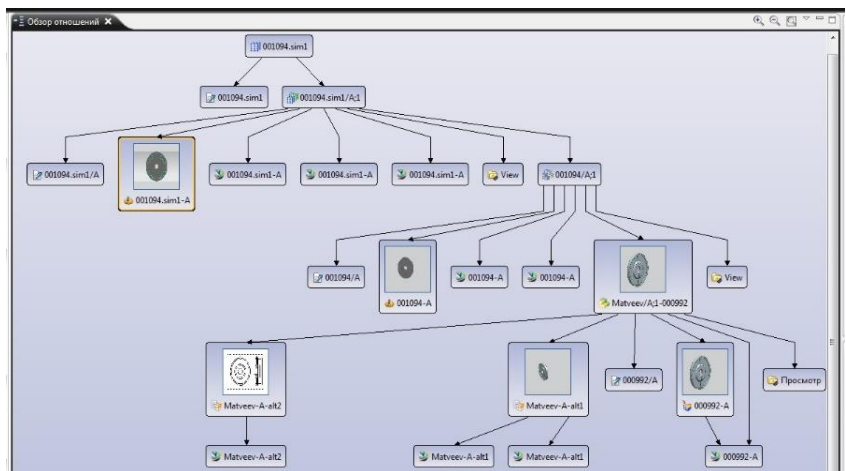 Обзор отношений
001094.sim1
001094.sim1
001094.sim1/A;1
001094.sim1/A
001094.sim1-A
001094.sim1-A
001094.sim1-A
001094.sim1-A
View
001094/A;1
001094/A
001094-A
001094-A
001094-A
Matveev/A;1-000992
View
Matveev-A-alt2
Matveev-A-alt1
000992/A
000992-A
Просмотр
Matveev-A-alt2
Matveev-A-alt1
Matveev-A-alt1
000992-A